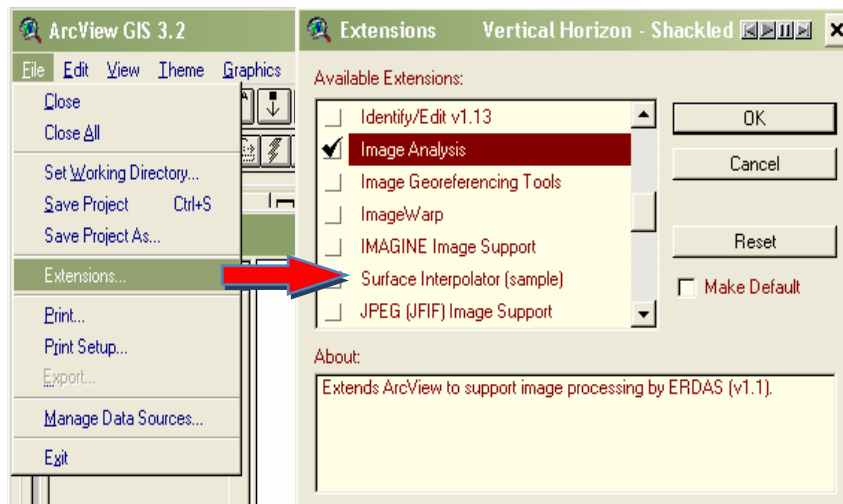 ArcView GIS 3.2
File Edit View Theme Graphics
Close
Close All
Set Working Directory...
Save Project Ctrl+S
Save Project As...
Extensions...
Print...
Print Setup...
Export...
Manage Data Sources...
Exit
Extensions Vertical Horizon - Shackled
Available Extensions:
Identify/Edit v1.13
Image Analysis
Image Georeferencing Tools
ImageWarp
IMAGINE Image Support
Surface Interpolator (sample)
JPEG (JFIF) Image Support
OK
Cancel
Reset
Make Default
About:
Extends ArcView to support image processing by ERDAS (v1.1).